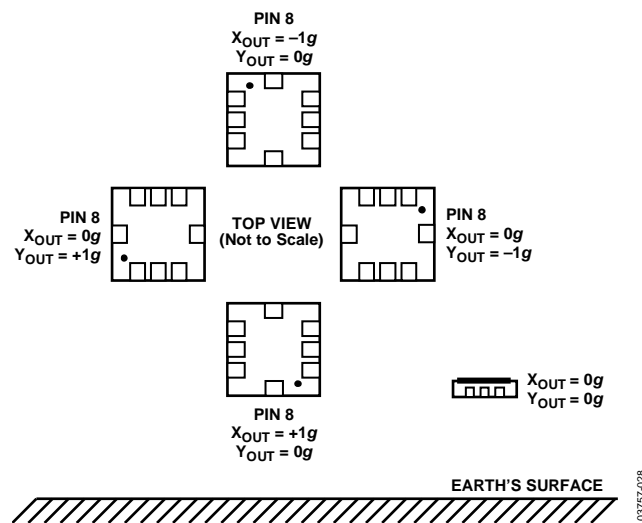 PIN 8
XOUT = –1g
YOUT = 0g
PIN 8
XOUT = 0g
YOUT = +1g
TOP VIEW
(Not to Scale)
PIN 8
XOUT = 0g
YOUT = –1g
PIN 8
XOUT = +1g
YOUT = 0g
XOUT = 0g
YOUT = 0g
EARTH'S SURFACE
03757-028